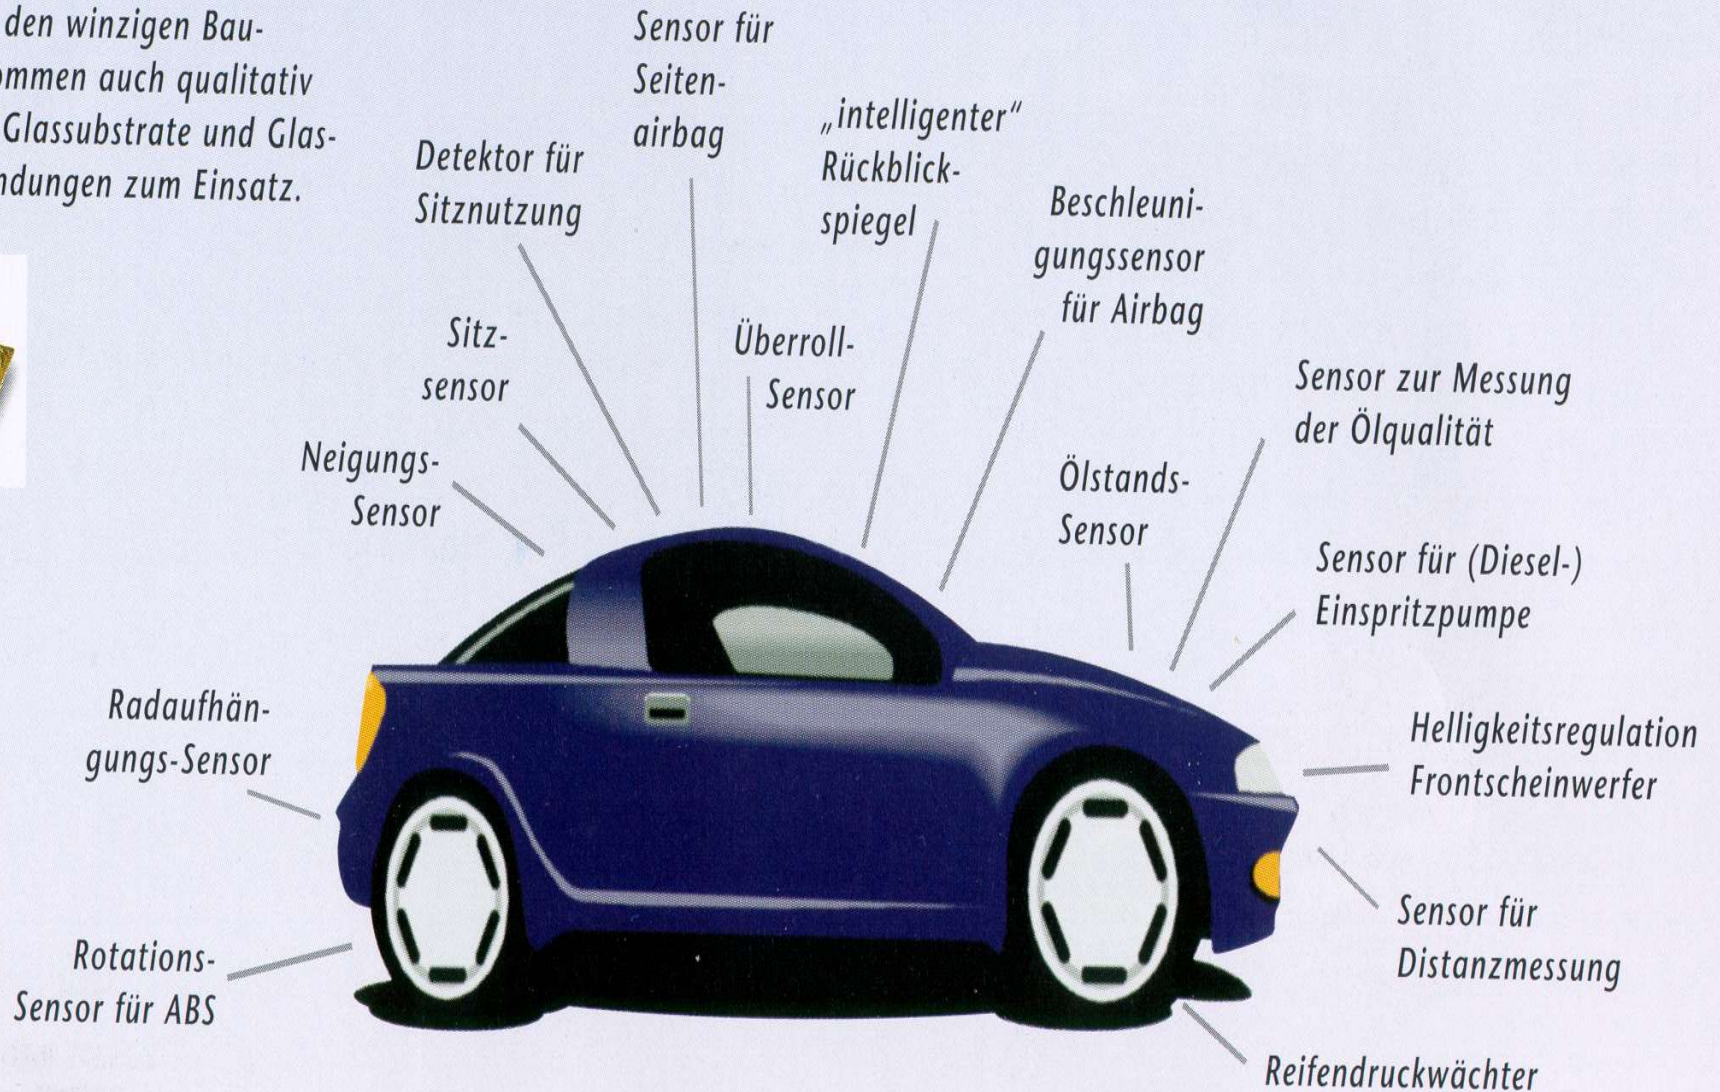 den winzigen Bau-
ommen auch qualitativ
Glassubstrate und Glas-
ndungen zum Einsatz.
Sensor für
Seiten-
airbag
„intelligenter“
Rückblick-
spiegel
Detektor für
Sitznutzung
Beschleuni-
gungssensor
für Airbag
Sitz-
sensor
Überroll-
Sensor
Sensor zur Messung
der Ölqualität
Neigungs-
Sensor
Ölstands-
Sensor
Sensor für (Diesel-)
Einspritzpumpe
Radaufhän-
gungs-Sensor
Helligkeitsregulation
Frontscheinwerfer
Sensor für
Distanzmessung
Rotations-
Sensor für ABS
Reifendruckwächter